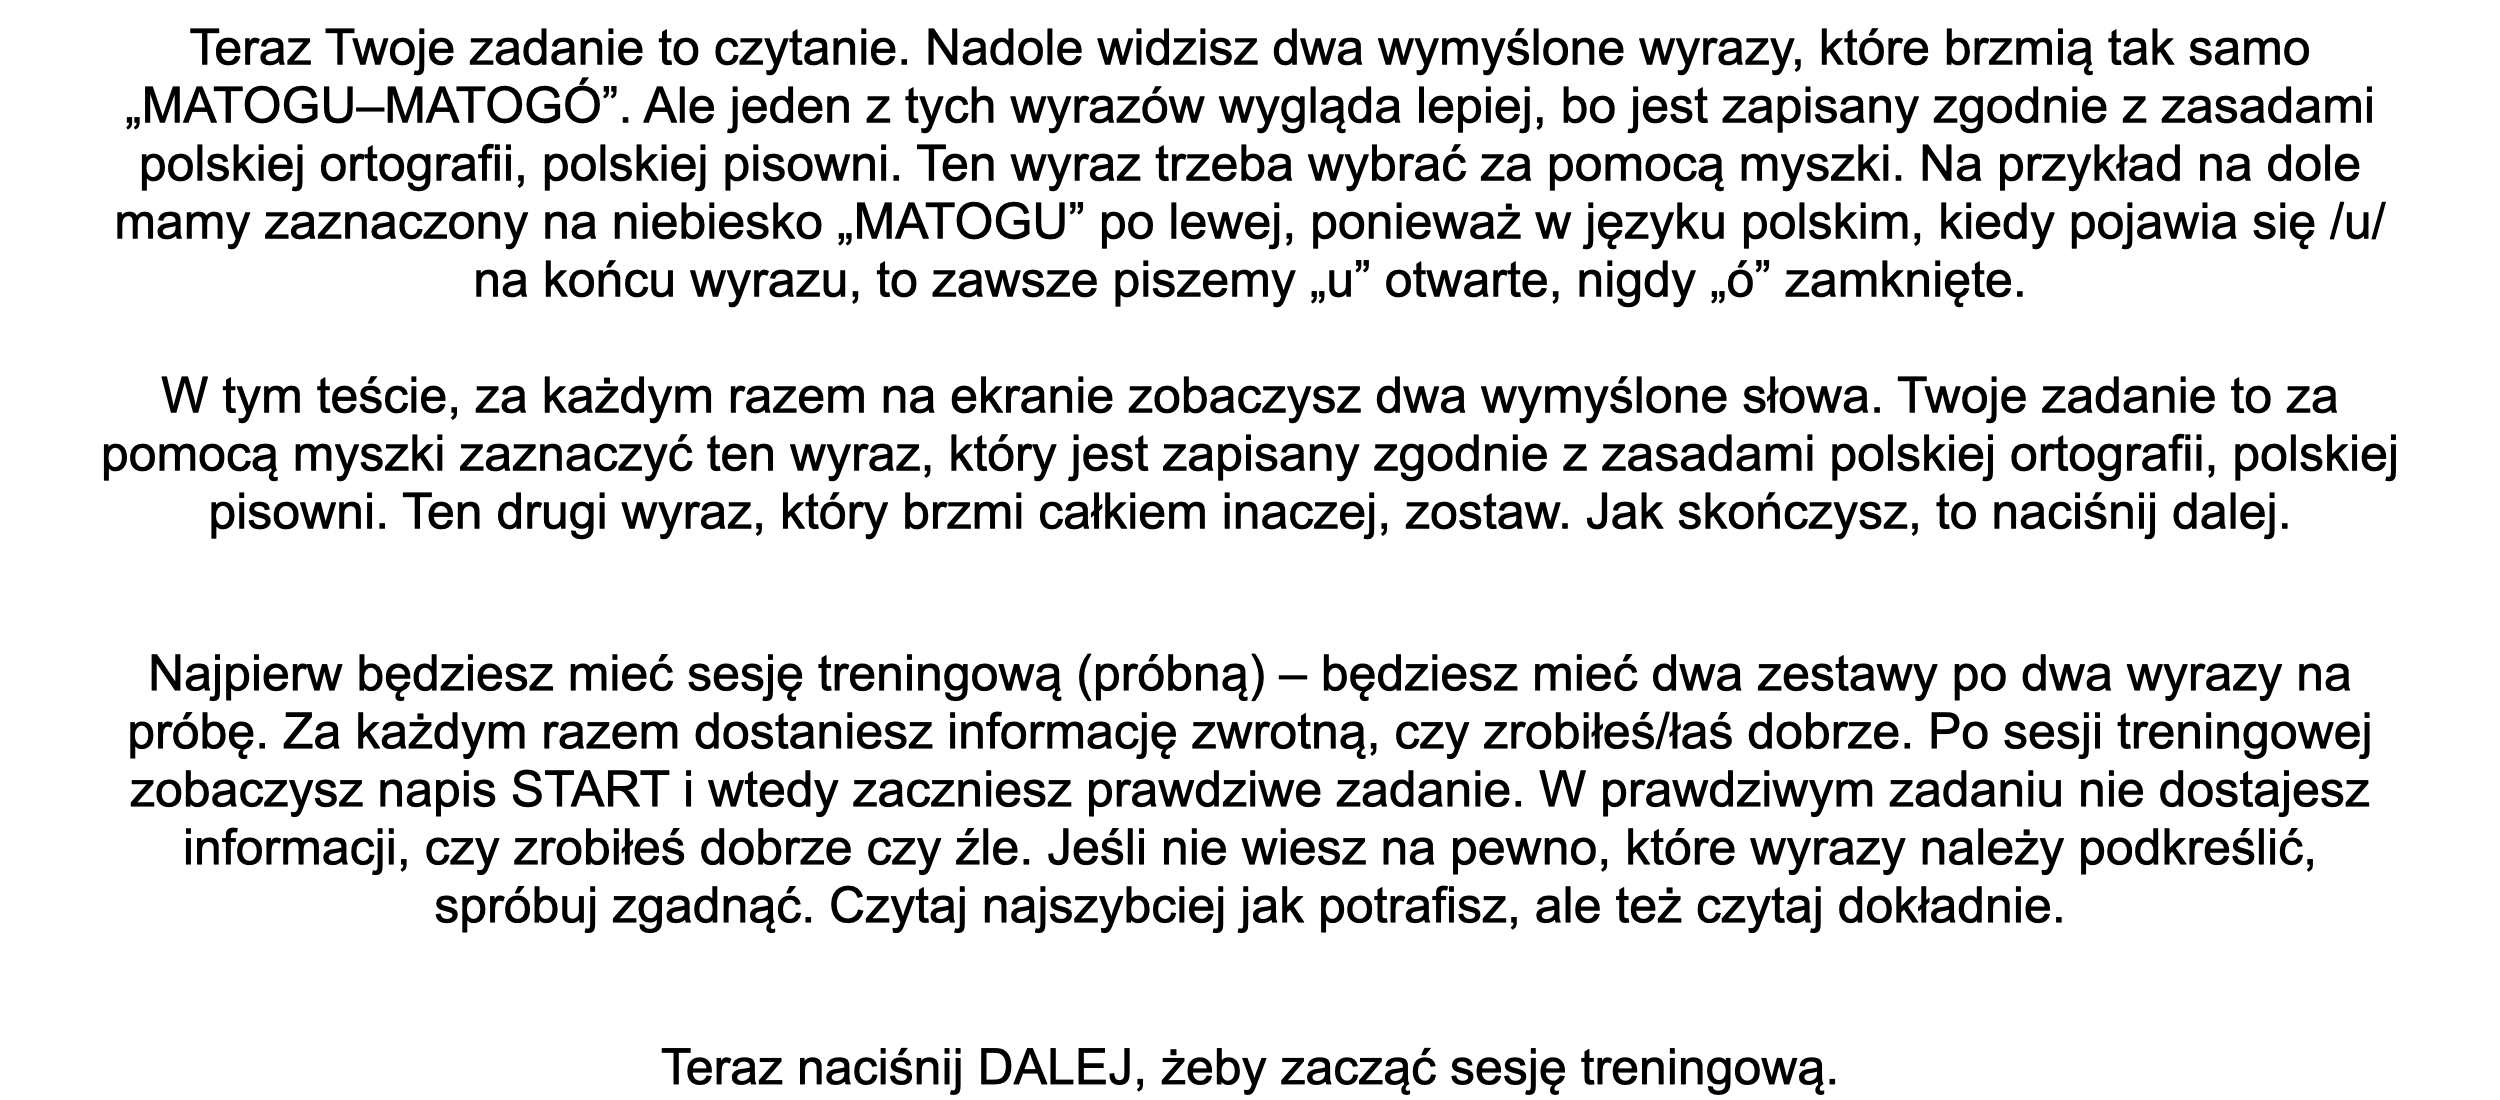 Teraz Twoje zadanie to czytanie. Nadole widzisz dwa wymyślone wyrazy, które brzmią tak samo
„MATOGU–MATOGÓ”. Ale jeden z tych wyrazów wygląda lepiej, bo jest zapisany zgodnie z zasadami
polskiej ortografii, polskiej pisowni. Ten wyraz trzeba wybrać za pomocą myszki. Na przykład na dole
mamy zaznaczony na niebiesko „MATOGU” po lewej, ponieważ w języku polskim, kiedy pojawia się /u/
na końcu wyrazu, to zawsze piszemy „u” otwarte, nigdy „ó” zamknięte.
W tym teście, za każdym razem na ekranie zobaczysz dwa wymyślone słowa. Twoje zadanie to za
pomocą myszki zaznaczyć ten wyraz, który jest zapisany zgodnie z zasadami polskiej ortografii, polskiej
pisowni. Ten drugi wyraz, który brzmi całkiem inaczej, zostaw. Jak skończysz, to naciśnij dalej.
Najpierw będziesz mieć sesję treningową (próbną) – będziesz mieć dwa zestawy po dwa wyrazy na
próbę. Za każdym razem dostaniesz informację zwrotną, czy zrobiłeś/łaś dobrze. Po sesji treningowej
zobaczysz napis START i wtedy zaczniesz prawdziwe zadanie. W prawdziwym zadaniu nie dostajesz
informacji, czy zrobiłeś dobrze czy źle. Jeśli nie wiesz na pewno, które wyrazy należy podkreślić,
spróbuj zgadnąć. Czytaj najszybciej jak potrafisz, ale też czytaj dokładnie.
Teraz naciśnij DALEJ, żeby zacząć sesję treningową.